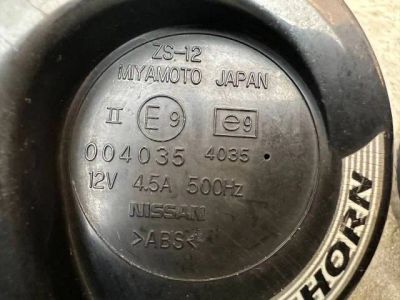 ZS-12
MIYAMOTO JAPAN
II E9 e9
004035 4035
12V 4.5A 500Hz
NISSAN
>ABS<
HORN